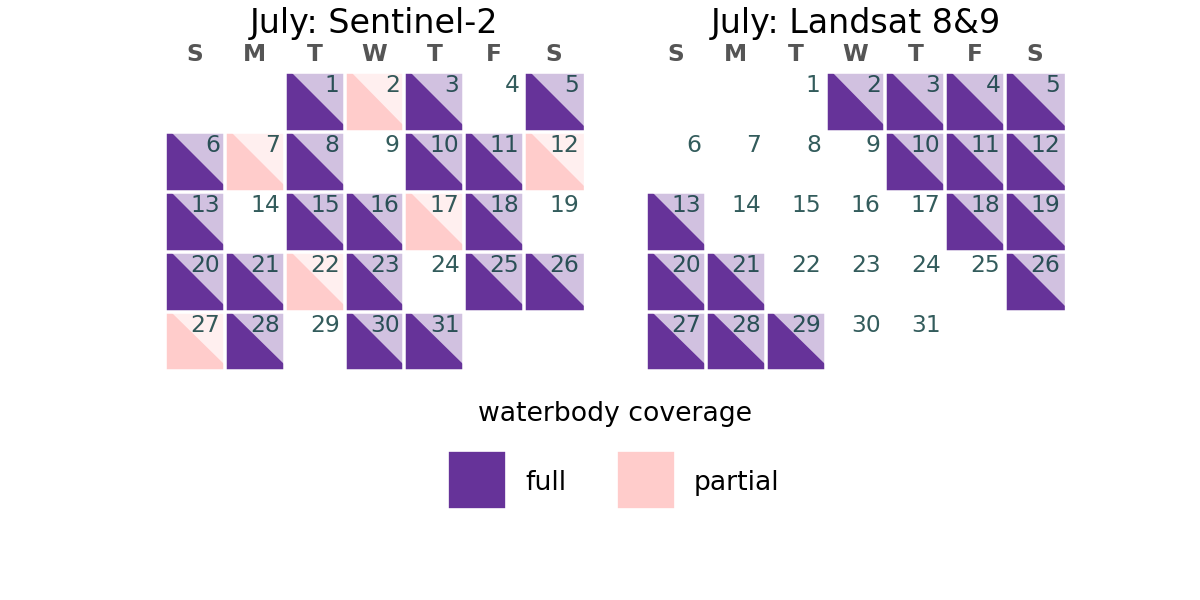 July: Sentinel-2
S M T W T F S
1 2 3 4 5
6 7 8 9 10 11 12
13 14 15 16 17 18 19
20 21 22 23 24 25 26
27 28 29 30 31
July: Landsat 8&9
S M T W T F S
1 2 3 4 5
6 7 8 9 10 11 12
13 14 15 16 17 18 19
20 21 22 23 24 25 26
27 28 29 30 31
waterbody coverage
full partial